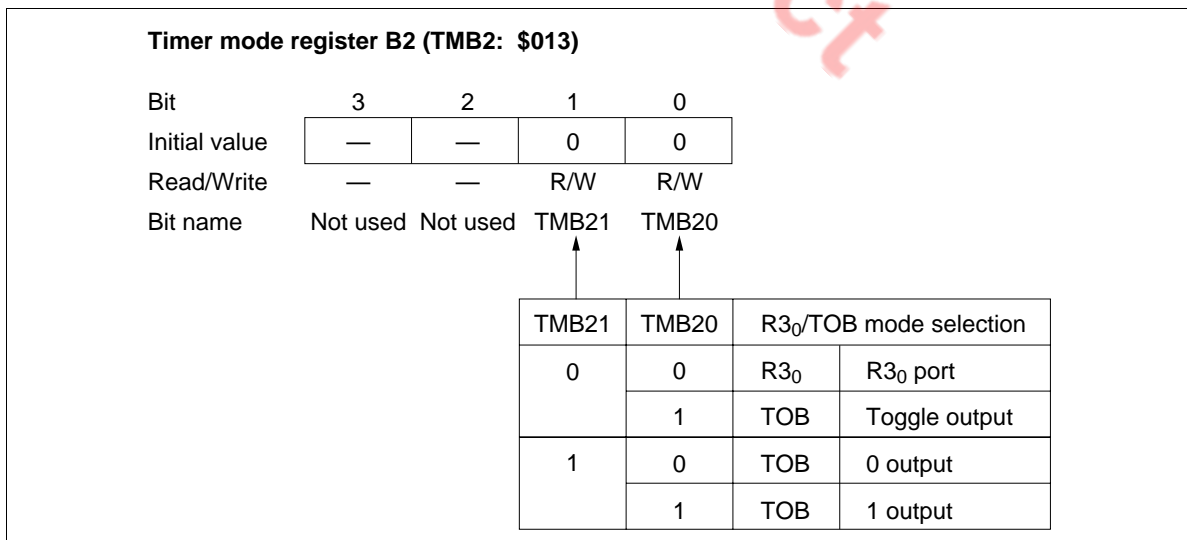 Timer mode register B2 (TMB2: $013)
Bit 3 2 1 0
Initial value — — 0 0
Read/Write — — R/W R/W
Bit name Not used Not used TMB21 TMB20
TMB21 TMB20 R3₀/TOB mode selection
0 0 R3₀ R3₀ port
1 TOB Toggle output
1 0 TOB 0 output
1 TOB 1 output
ct